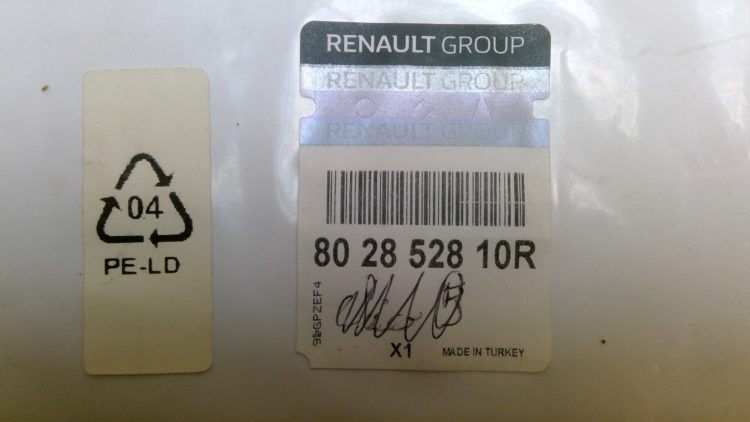 04
PE-LD
RENAULT GROUP
RENAULT GROUP
RENAULT GROUP
80 28 528 10R
X1
MADE IN TURKEY